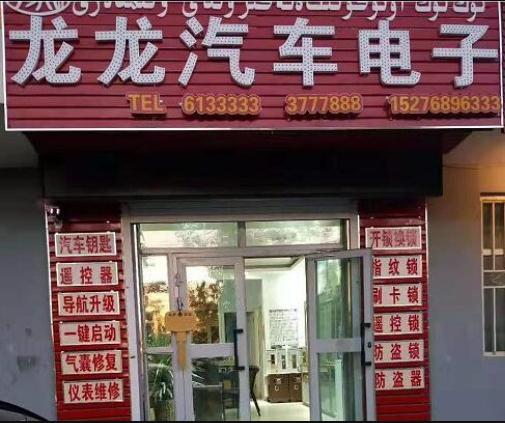 龙龙汽车电子
TEL 6133333 3777888 15276896333
汽车钥匙
遥控器
导航升级
一键启动
气囊修复
仪表维修
开锁换锁
指纹锁
刷卡锁
遥控锁
防盗锁
防盗器